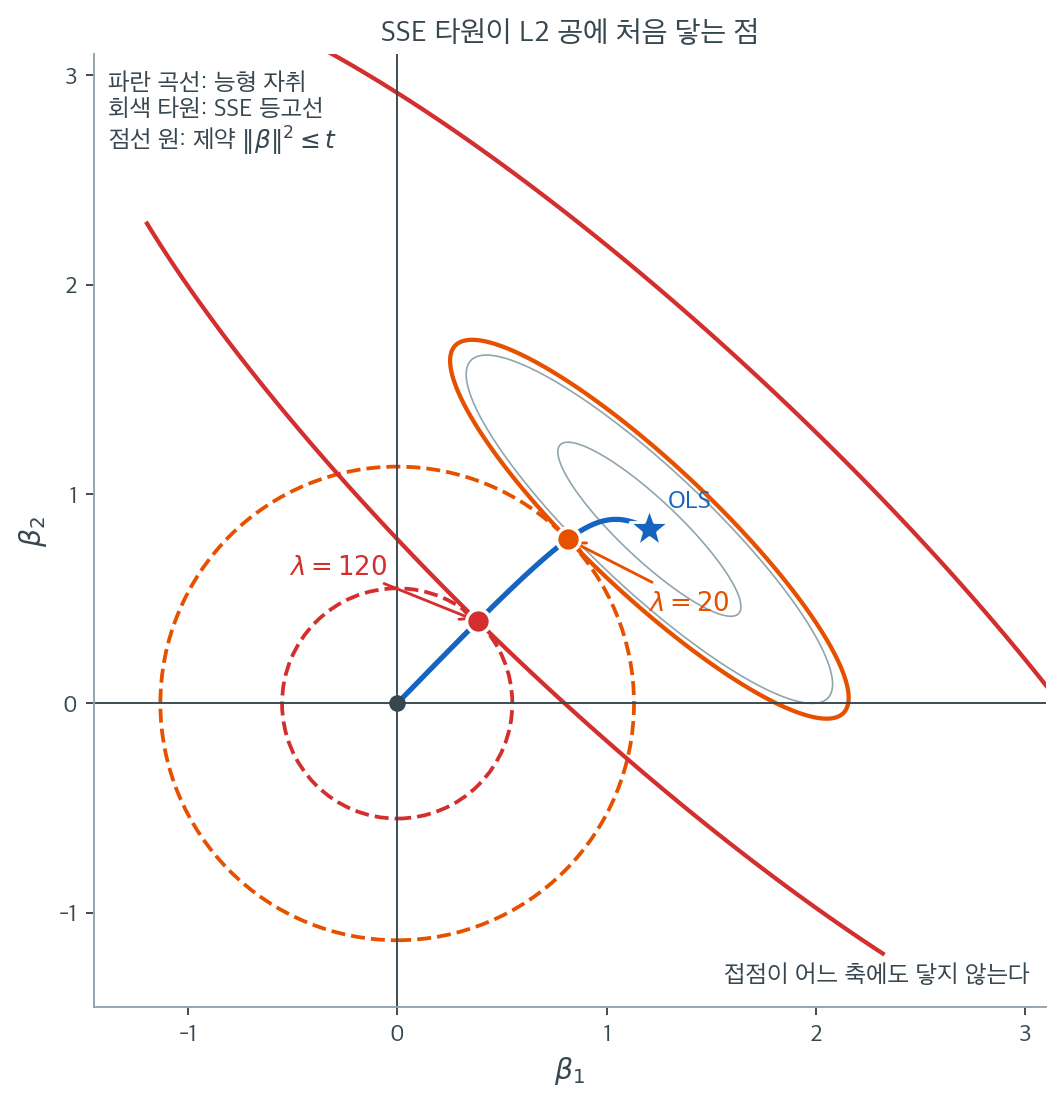 SSE 타원이 L2 공에 처음 닿는 점
파란 곡선: 능형 자취
회색 타원: SSE 등고선
점선 원: 제약 ‖β‖² ≤ t
3
2
1
0
-1
β₂
OLS
λ = 120
λ = 20
접점이 어느 축에도 닿지 않는다
-1
0
1
2
3
β₁